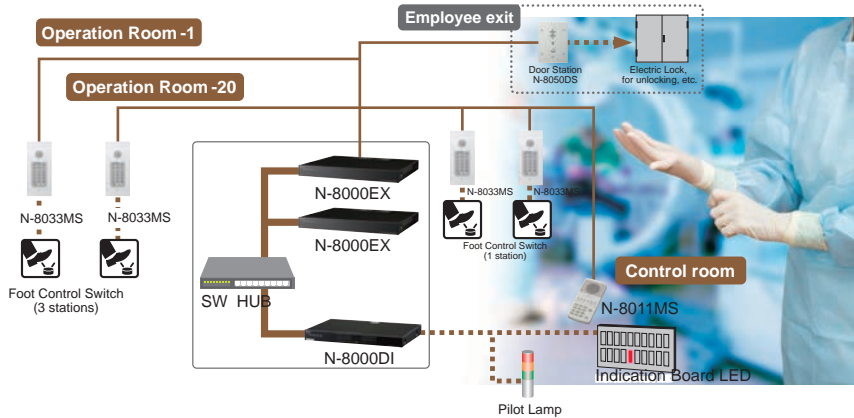 Employee exit
Operation Room -1
Door Station
N-8050DS
Electric Lock,
for unlocking, etc.
Operation Room -20
N-8000EX
N-8033MS
N-8033MS
N-8033MS
N-8033MS
N-8000EX
Foot Control Switch
(1 station)
Control room
Foot Control Switch
(3 stations)
SW HUB
N-8011MS
N-8000DI
Indication Board LED
Pilot Lamp